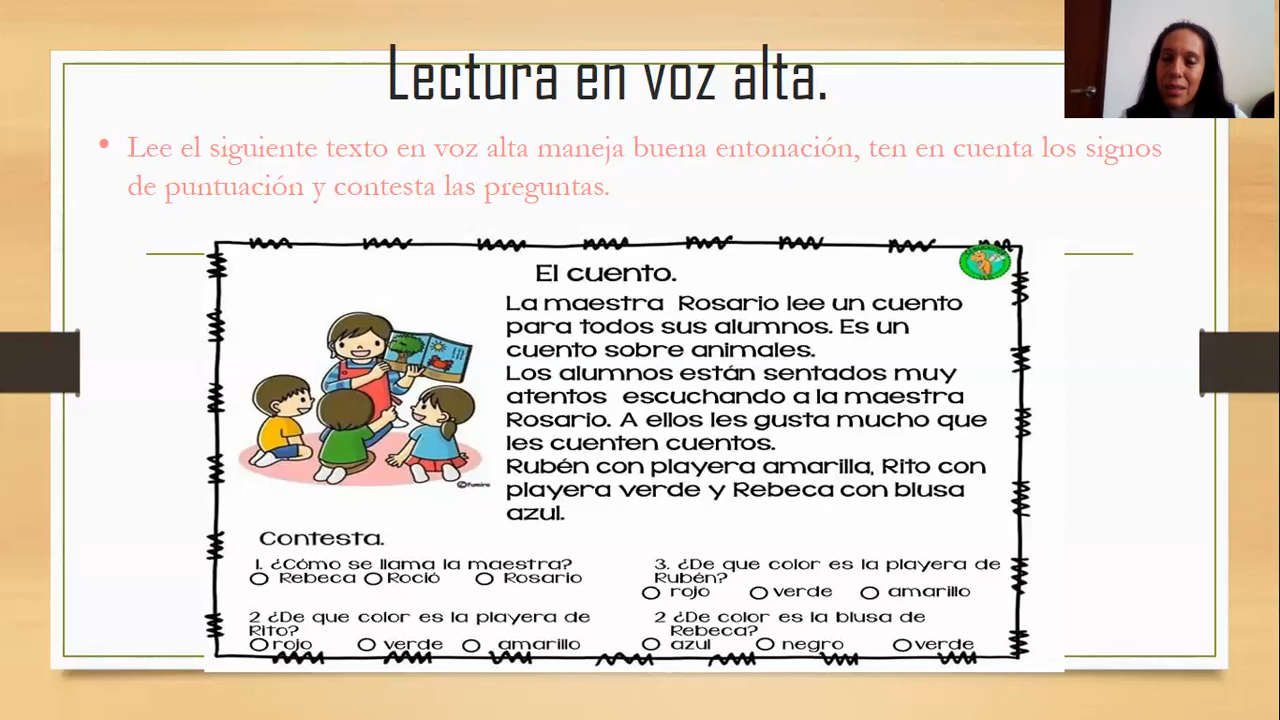 Lectura en voz alta.
• Lee el siguiente texto en voz alta maneja buena entonación, ten en cuenta los signos
de puntuación y contesta las preguntas.
El cuento.
La maestra Rosario lee un cuento
para todos sus alumnos. Es un
cuento sobre animales.
Los alumnos están sentados muy
atentos escuchando a la maestra
Rosario. A ellos les gusta mucho que
les cuenten cuentos.
Rubén con playera amarilla, Rito con
playera verde y Rebeca con blusa
azul.
©fumira
Contesta.
1. ¿Cómo se llama la maestra?
Rebeca Roció Rosario
2 ¿De que color es la playera de
Rito?
rojo verde amarillo
3. ¿De que color es la playera de
Rubén?
rojo verde amarillo
2 ¿De color es la blusa de
Rebeca?
azul negro verde